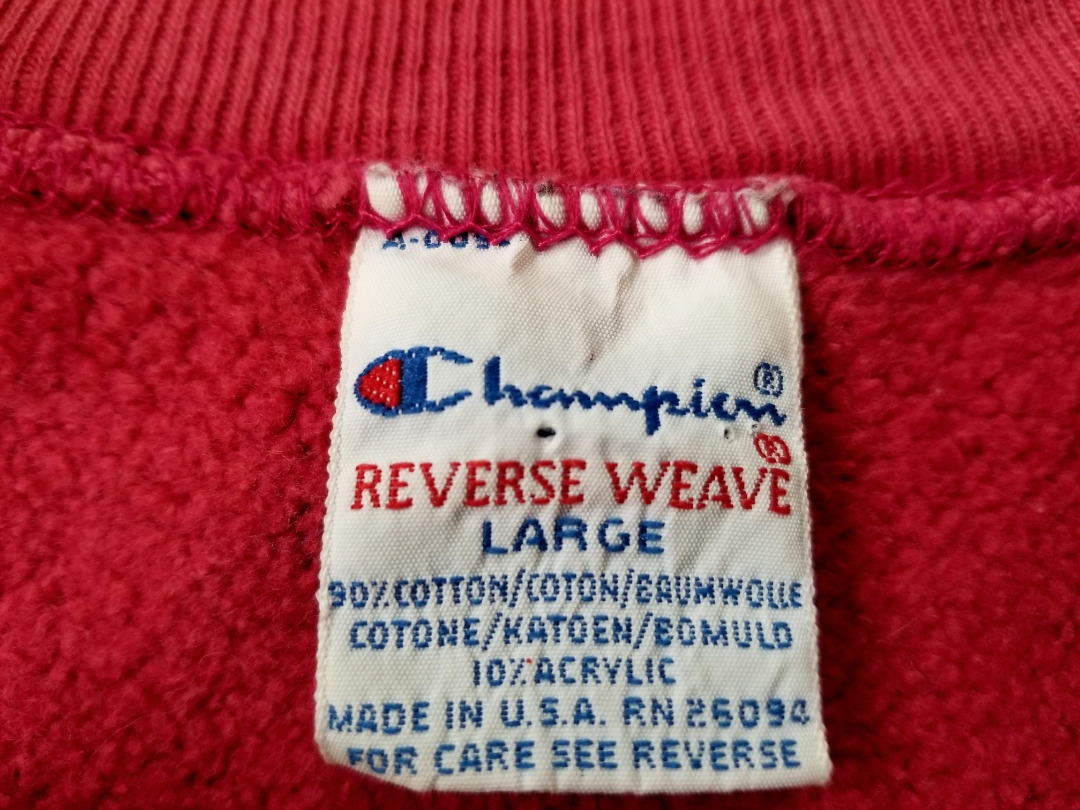 Champion®
REVERSE WEAVE®
LARGE
90% COTTON/COTON/BAUMWOLLE
COTONE/KATOEN/BOMULD
10% ACRYLIC
MADE IN U.S.A. RN 26094
FOR CARE SEE REVERSE